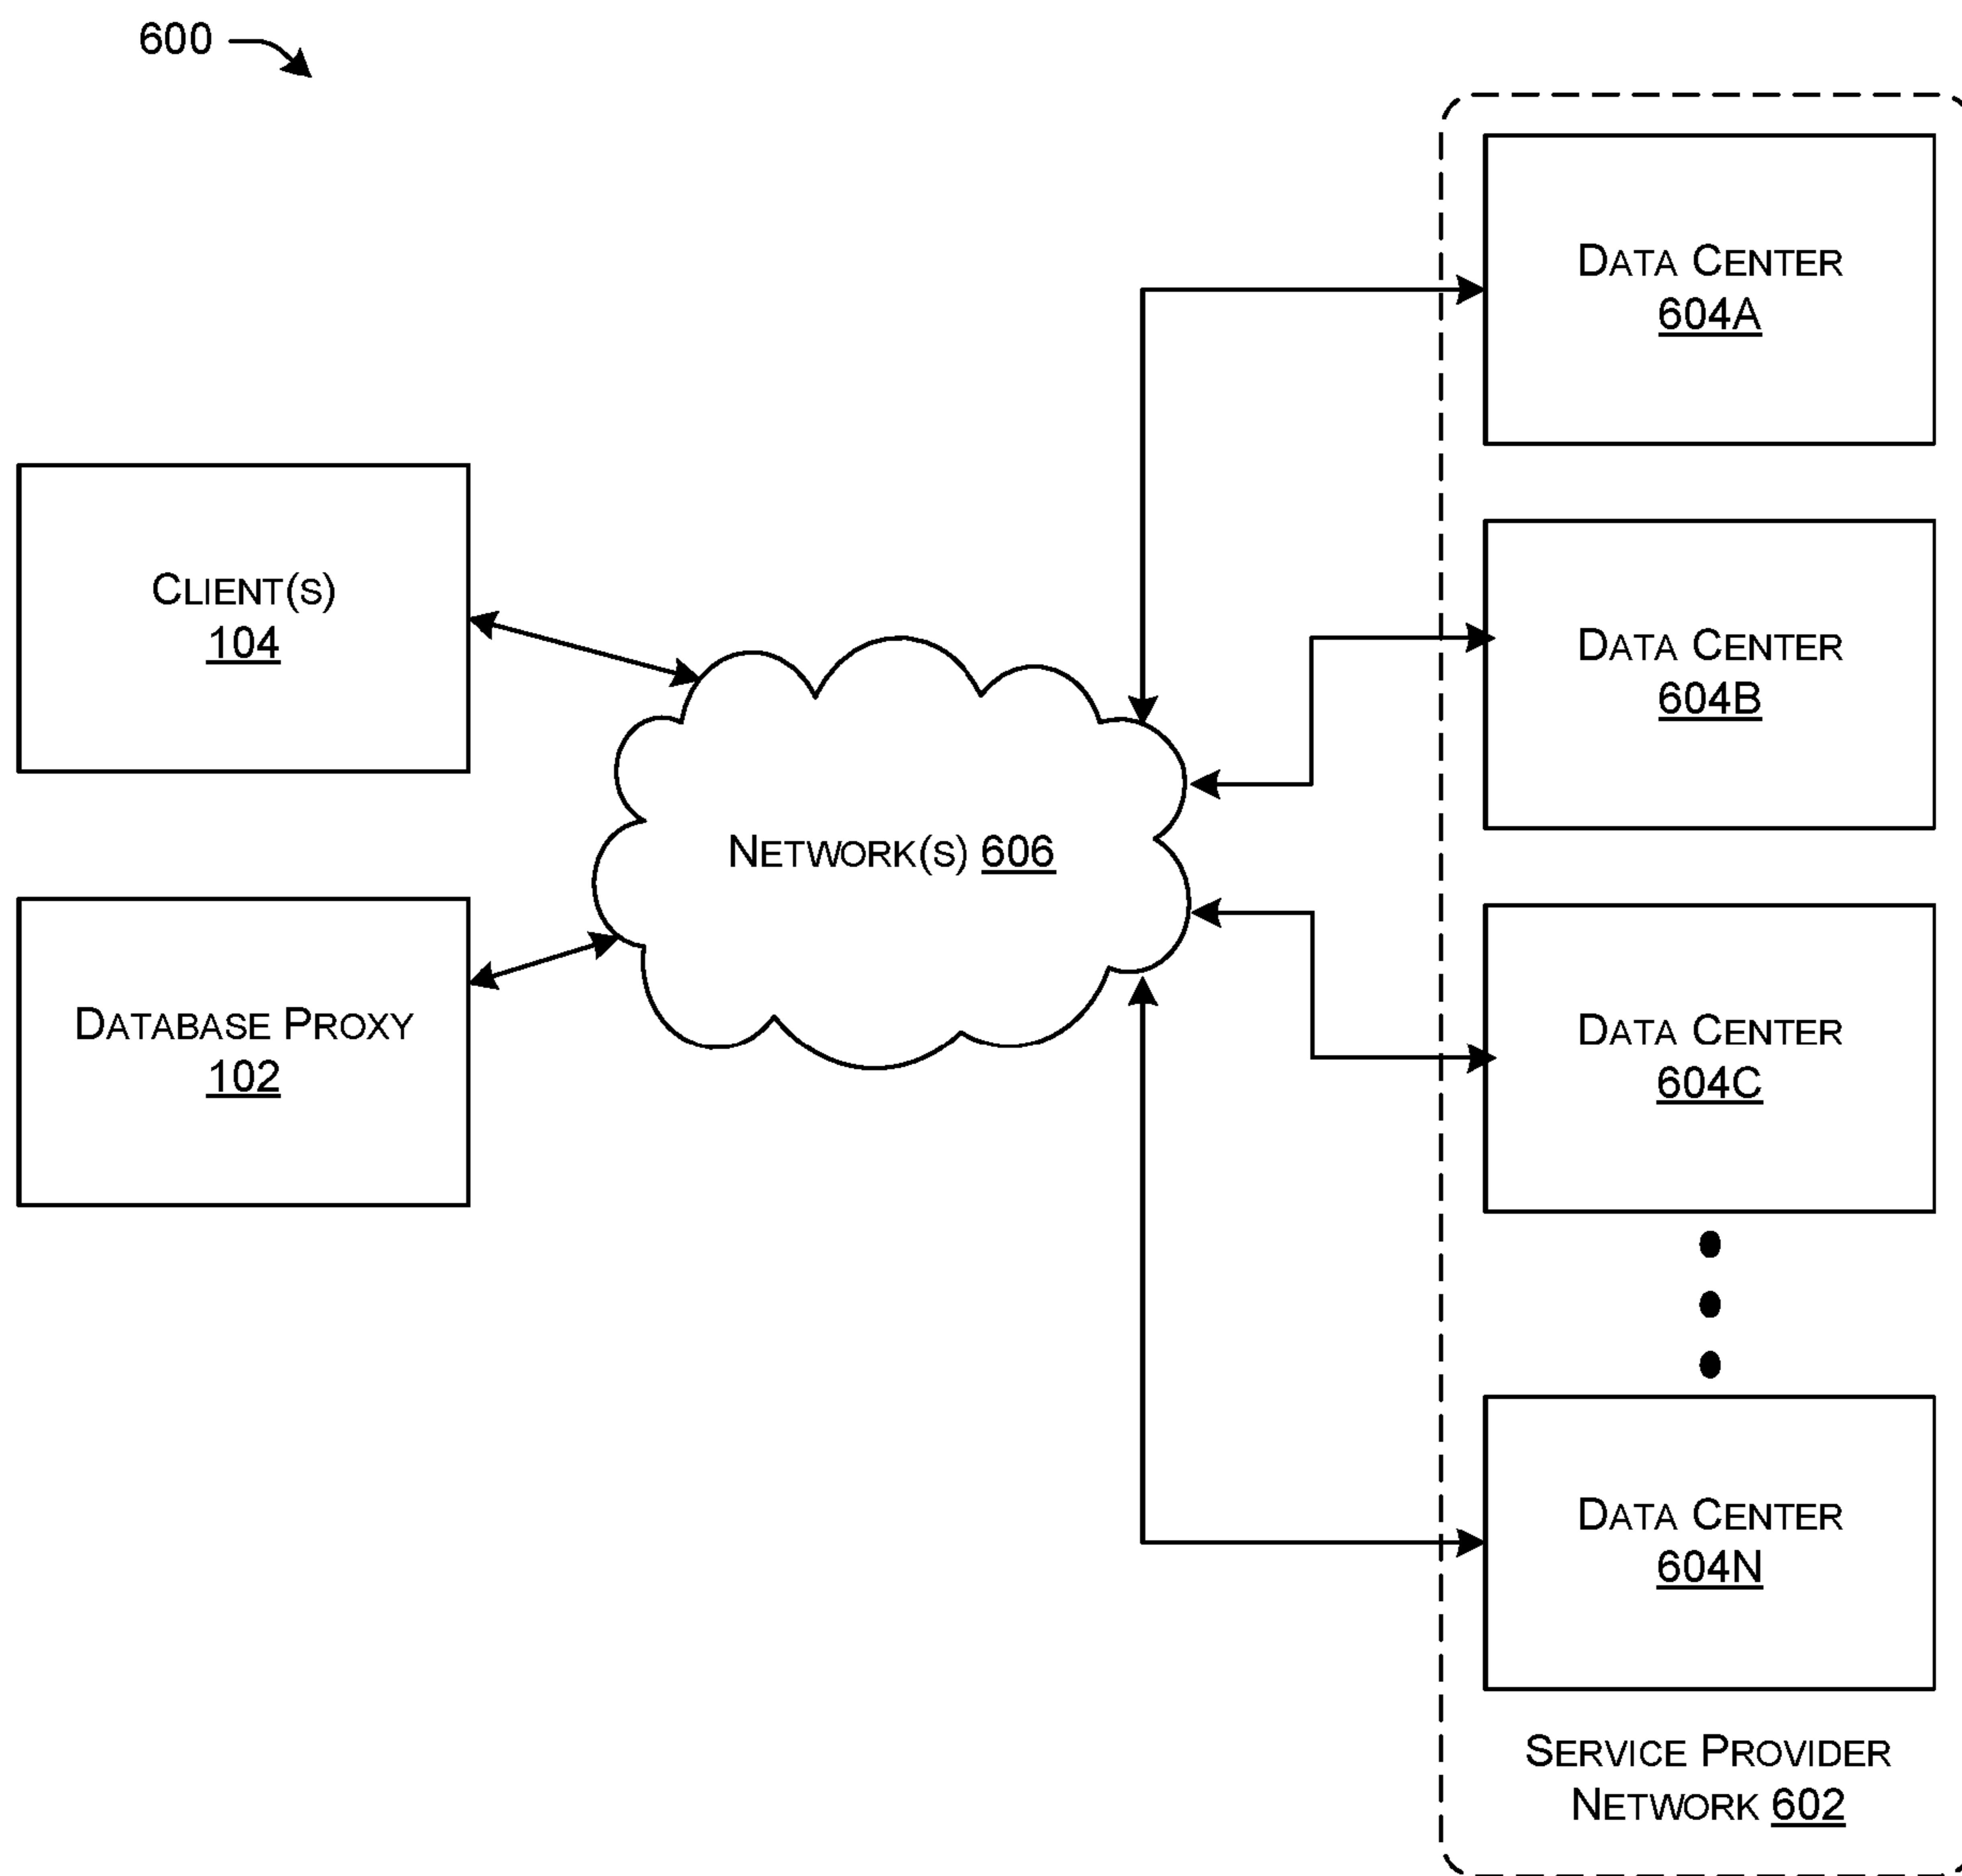 600
DATA CENTER
604A
CLIENT(S)
104
DATA CENTER
604B
NETWORK(S) 606
DATABASE PROXY
102
DATA CENTER
604C
DATA CENTER
604N
SERVICE PROVIDER
NETWORK 602